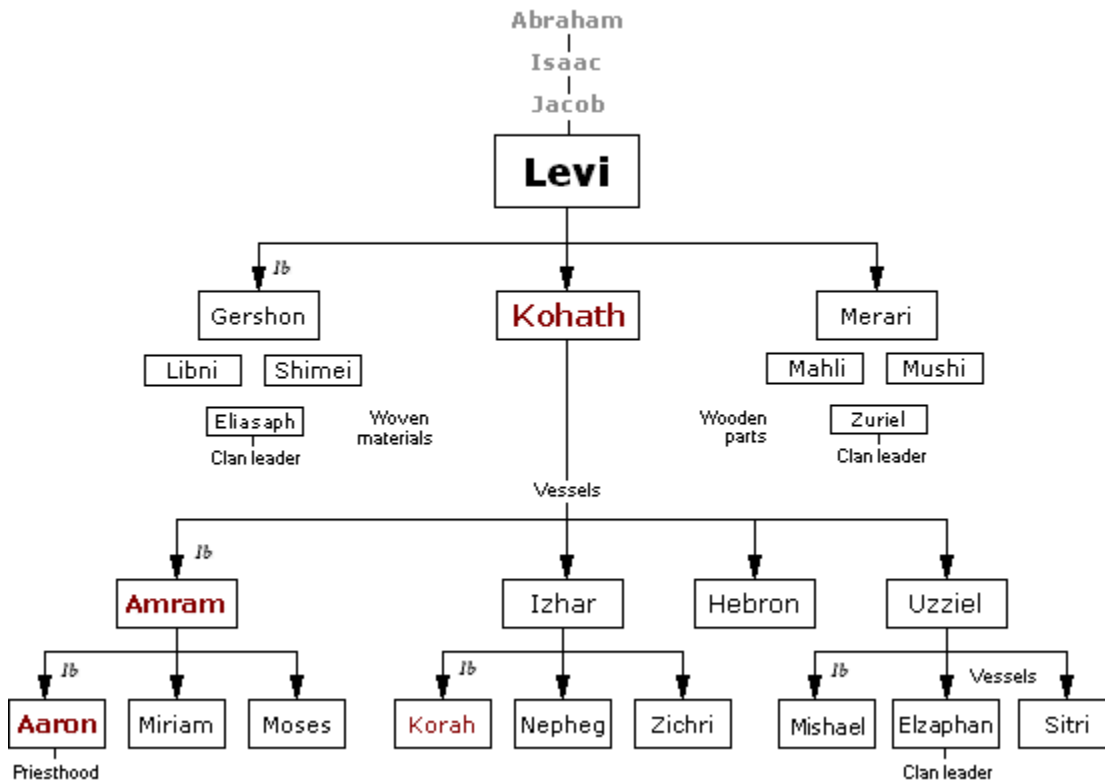 Abraham
Isaac
Jacob
Levi
Ib
Gershon
Kohath
Merari
Libni
Shimei
Mahli
Mushi
Eliasaph
Woven
materials
Wooden
parts
Zuriel
Clan leader
Clan leader
Vessels
Ib
Amram
Izhar
Hebron
Uzziel
Ib
Ib
Ib
Vessels
Aaron
Miriam
Moses
Korah
Nepheg
Zichri
Mishael
Elzaphan
Sitri
Priesthood
Clan leader